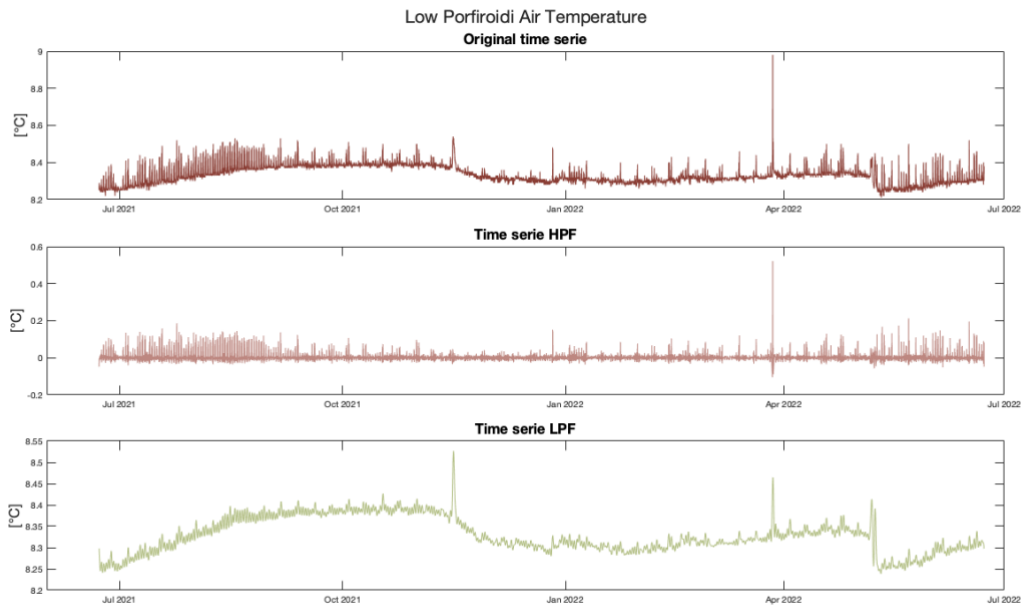 Low Porfiroidi Air Temperature
Original time serie
[°C]
9
8.8
8.6
8.4
8.2
Jul 2021 Oct 2021 Jan 2022 Apr 2022 Jul 2022
Time serie HPF
[°C]
0.6
0.4
0.2
0
-0.2
Jul 2021 Oct 2021 Jan 2022 Apr 2022 Jul 2022
Time serie LPF
[°C]
8.55
8.5
8.45
8.4
8.35
8.3
8.25
8.2
Jul 2021 Oct 2021 Jan 2022 Apr 2022 Jul 2022